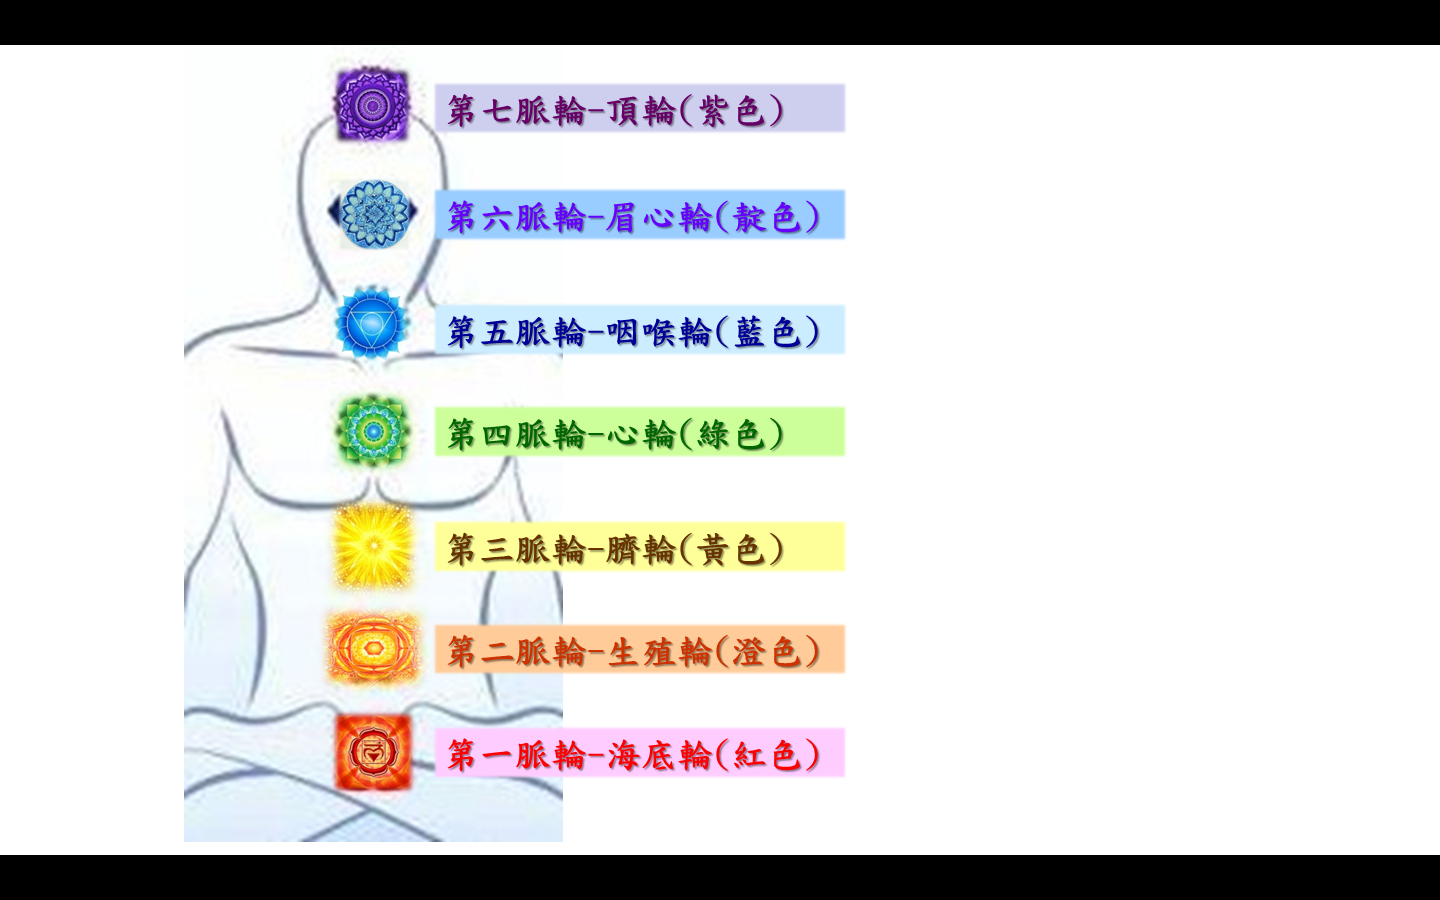 第七脈輪-頂輪(紫色)
第六脈輪-眉心輪(靛色)
第五脈輪-咽喉輪(藍色)
第四脈輪-心輪(綠色)
第三脈輪-臍輪(黃色)
第二脈輪-生殖輪(澄色)
第一脈輪-海底輪(紅色)